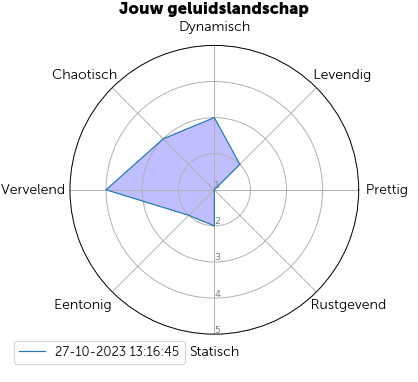 Jouw geluidslandschap
Dynamisch
Chaotisch
Levendig
Vervelend
1
Prettig
2
3
4
5
Eentonig
Rustgevend
27-10-2023 13:16:45
Statisch